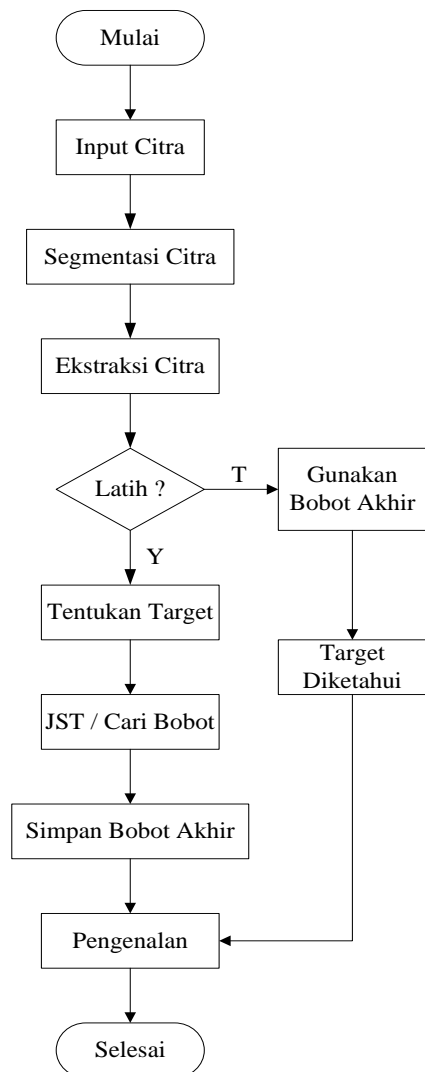 Mulai
Input Citra
Segmentasi Citra
Ekstraksi Citra
Latih ?
T
Gunakan
Bobot Akhir
Y
Tentukan Target
Target
Diketahui
JST / Cari Bobot
Simpan Bobot Akhir
Pengenalan
Selesai